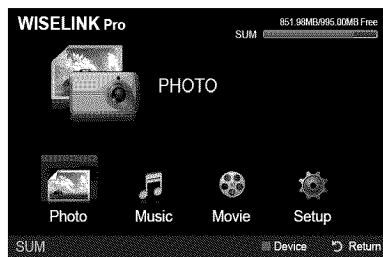 WISELINK Pro
851.98MB/995.00MB Free
SUM
PHOTO
Photo Music Movie Setup
SUM Device Return